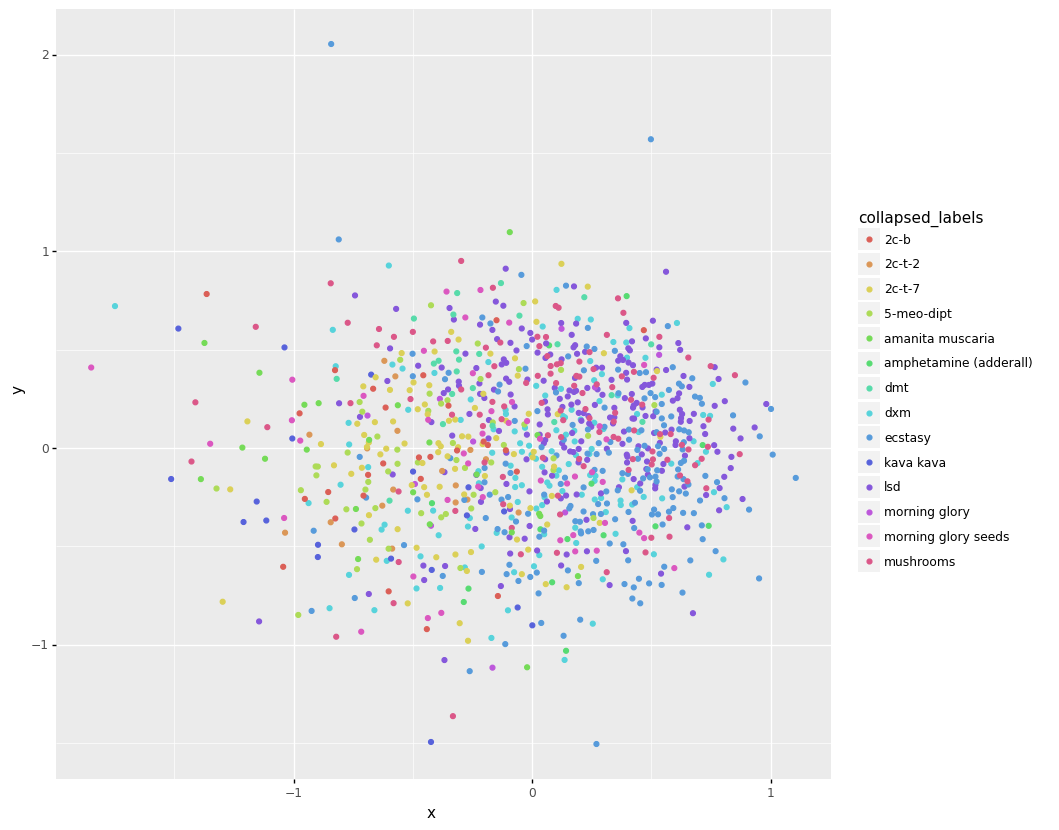 2
1
0
−1
y
−1
0
1
x
collapsed_labels
2c-b
2c-t-2
2c-t-7
5-meo-dipt
amanita muscaria
amphetamine (adderall)
dmt
dxm
ecstasy
kava kava
lsd
morning glory
morning glory seeds
mushrooms